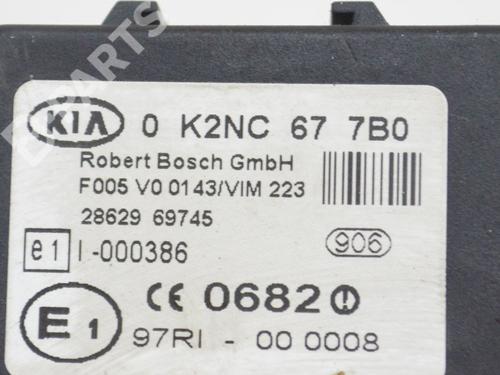 B PARTS
KIA 0 K2NC 67 7B0
Robert Bosch GmbH
F005 V0 0143/VIM 223
28629 69745
906
e1 I-000386
E1 CE 0682
97RI - 00 0008